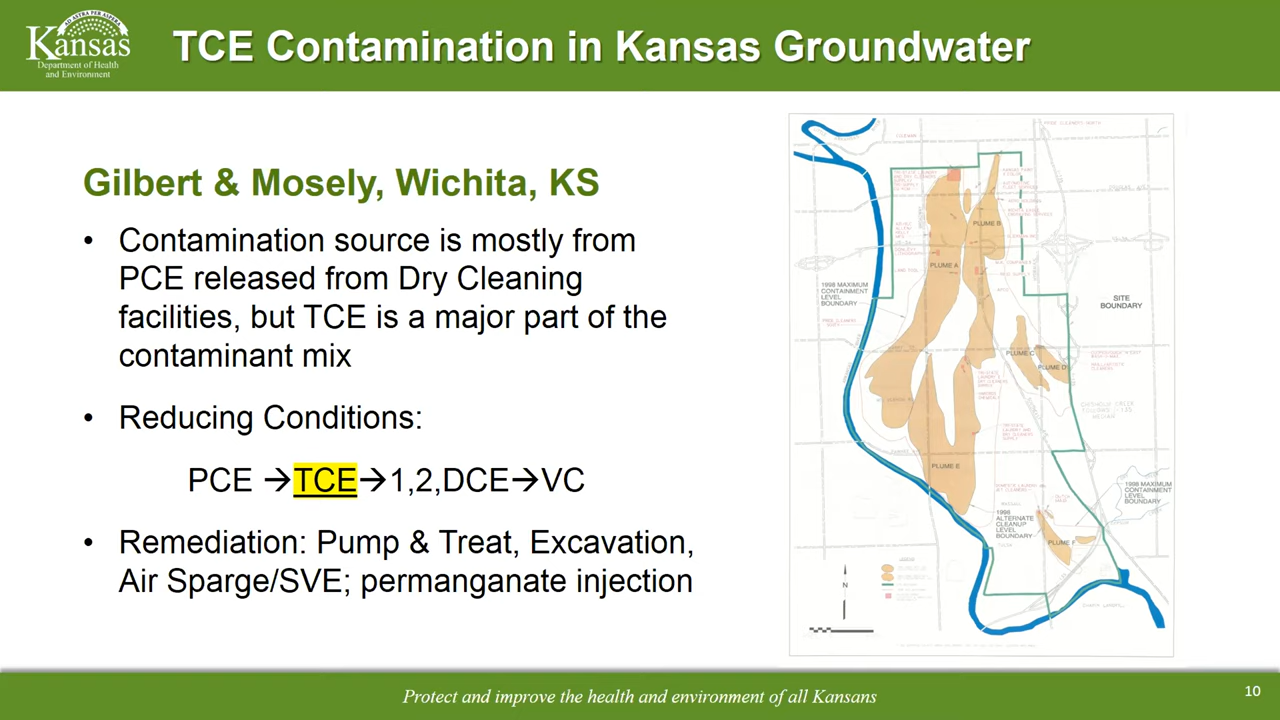 Kansas
Department of Health
and Environment
TCE Contamination in Kansas Groundwater
Gilbert & Mosely, Wichita, KS
• Contamination source is mostly from
PCE released from Dry Cleaning
facilities, but TCE is a major part of the
contaminant mix
• Reducing Conditions:
PCE →TCE→1,2,DCE→VC
• Remediation: Pump & Treat, Excavation,
Air Sparge/SVE; permanganate injection
PLUME B
PLUME A
1998 MAXIMUM
CONTAINMENT
LEVEL
BOUNDARY
SITE
BOUNDARY
PLUME C
PLUME D
PLUME E
1998 MAXIMUM
CONTAINMENT
LEVEL
BOUNDARY
1998
ALTERNATE
CLEANUP
LEVEL
BOUNDARY
PLUME F
N
Protect and improve the health and environment of all Kansans
10